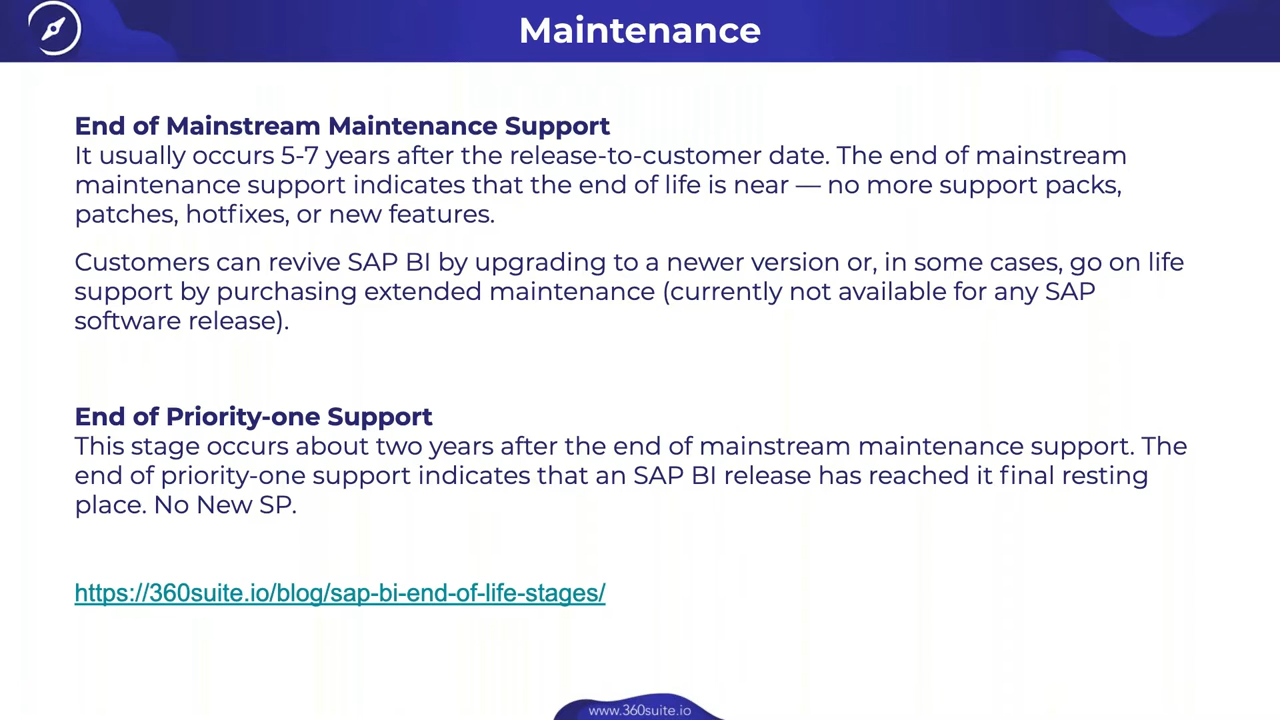 Maintenance
End of Mainstream Maintenance Support
It usually occurs 5-7 years after the release-to-customer date. The end of mainstream
maintenance support indicates that the end of life is near — no more support packs,
patches, hotfixes, or new features.
Customers can revive SAP BI by upgrading to a newer version or, in some cases, go on life
support by purchasing extended maintenance (currently not available for any SAP
software release).
End of Priority-one Support
This stage occurs about two years after the end of mainstream maintenance support. The
end of priority-one support indicates that an SAP BI release has reached it final resting
place. No New SP.
https://360suite.io/blog/sap-bi-end-of-life-stages/
www.360suite.io